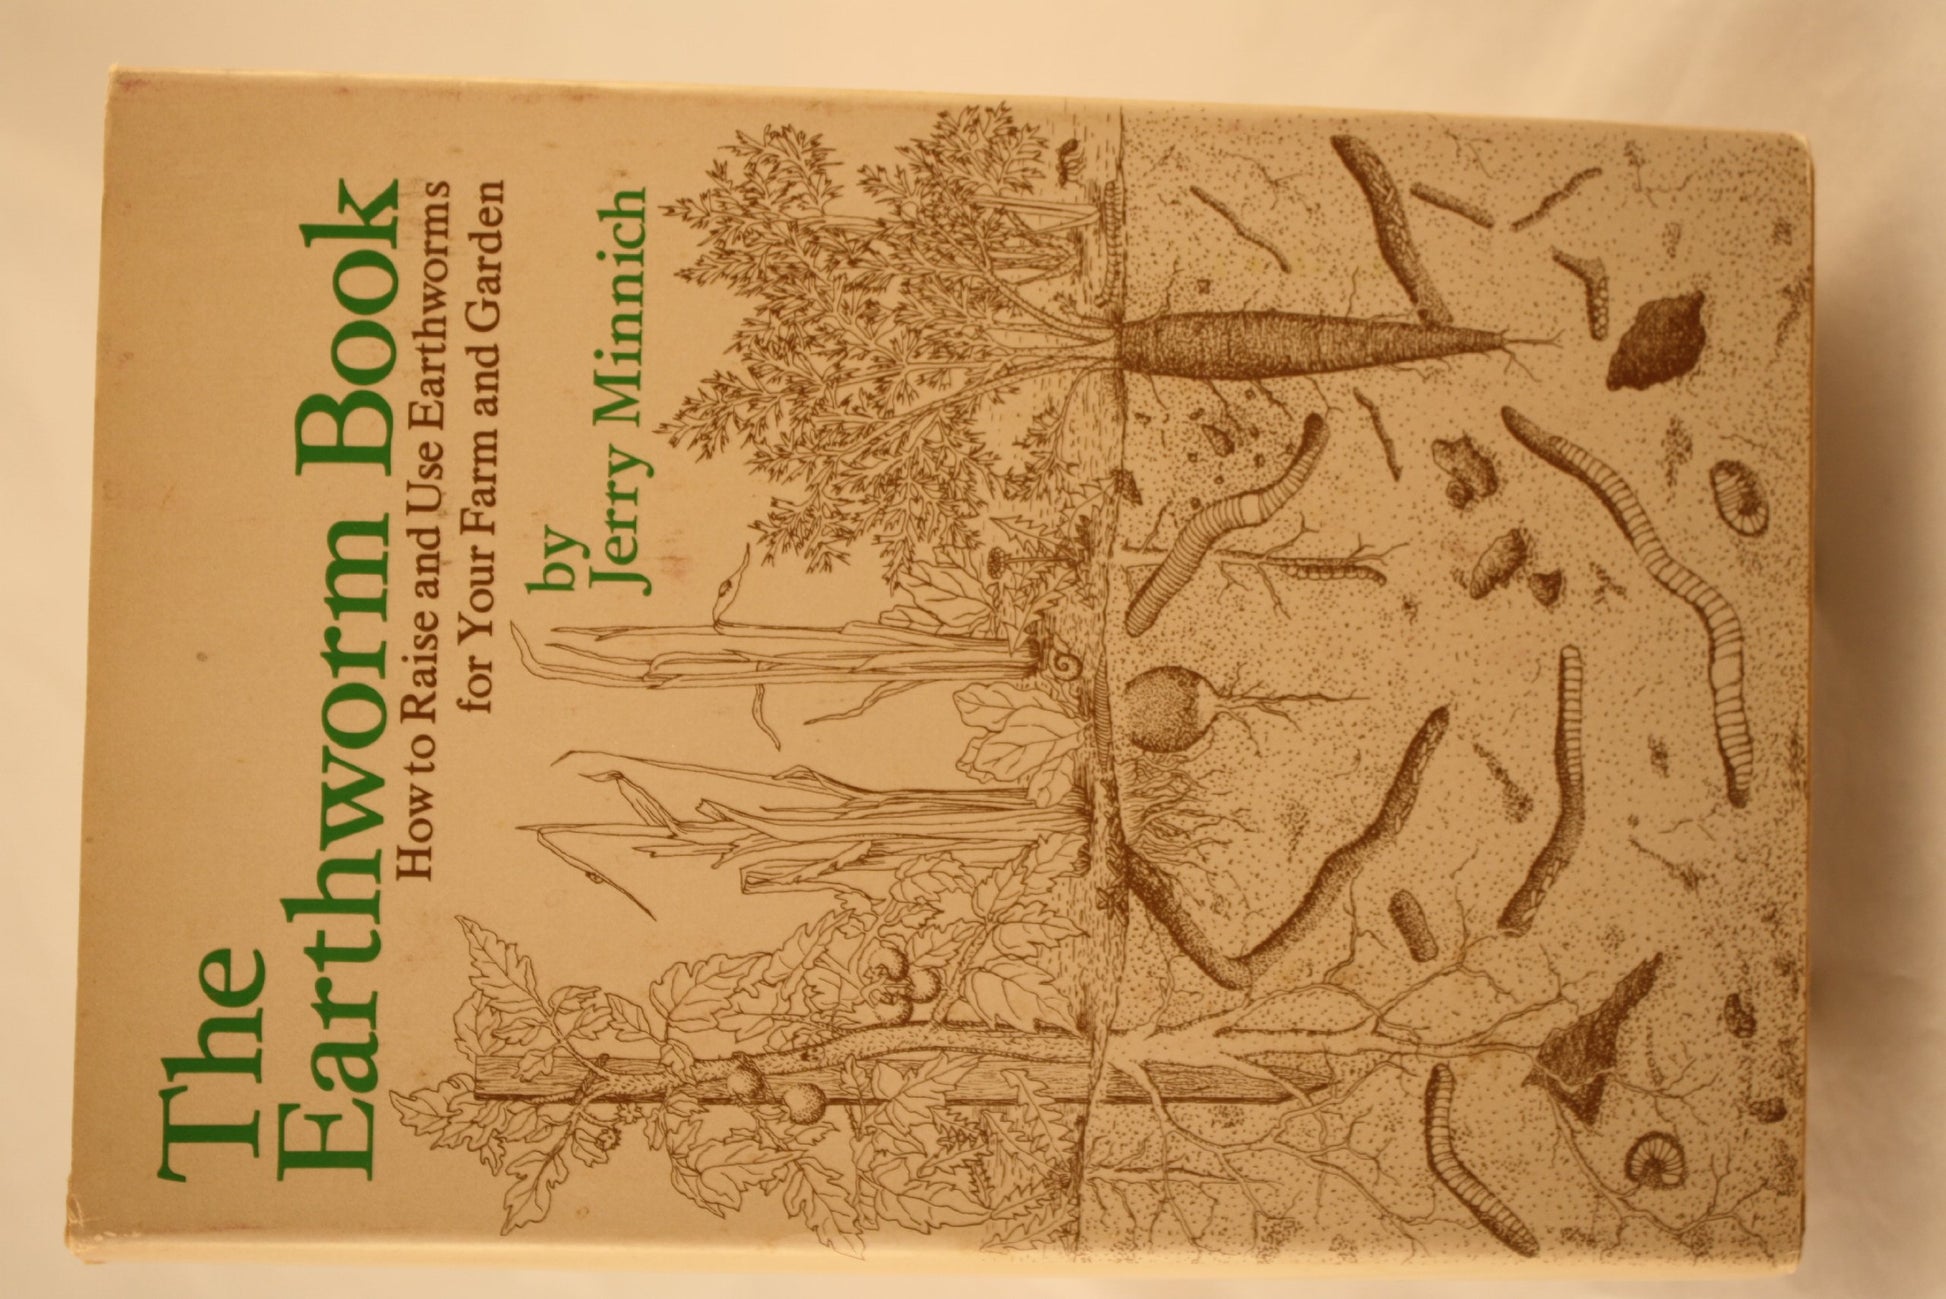 The
Earthworm Book
How to Raise and Use Earthworms
for Your Farm and Garden
by
Jerry Minnich